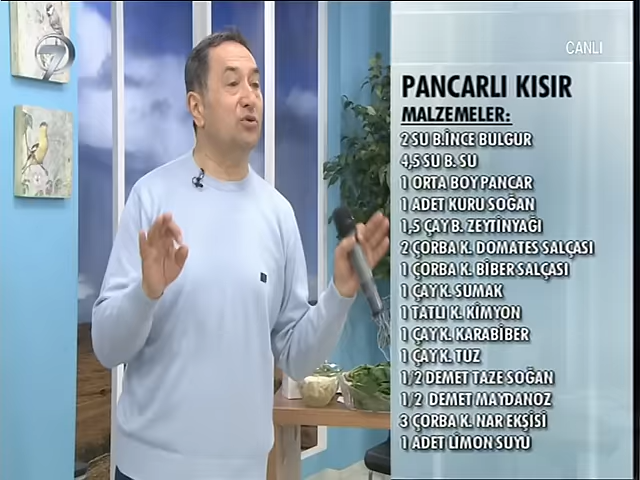 7
CANLI
PANCARLI KISIR
MALZEMELER:
2 SU B.İNCE BULGUR
4,5 SU B. SU
1 ORTA BOY PANCAR
1 ADET KURU SOĞAN
1,5 ÇAY B. ZEYTİNYAĞI
2 ÇORBA K. DOMATES SALÇASI
1 ÇORBA K. BİBER SALÇASI
1 ÇAY K. SUMAK
1 TATLI K. KİMYON
1 ÇAY K. KARABİBER
1 ÇAY K. TUZ
1/2 DEMET TAZE SOĞAN
1/2 DEMET MAYDANOZ
3 ÇORBA K. NAR EKŞİSİ
1 ADET LİMON SUYU